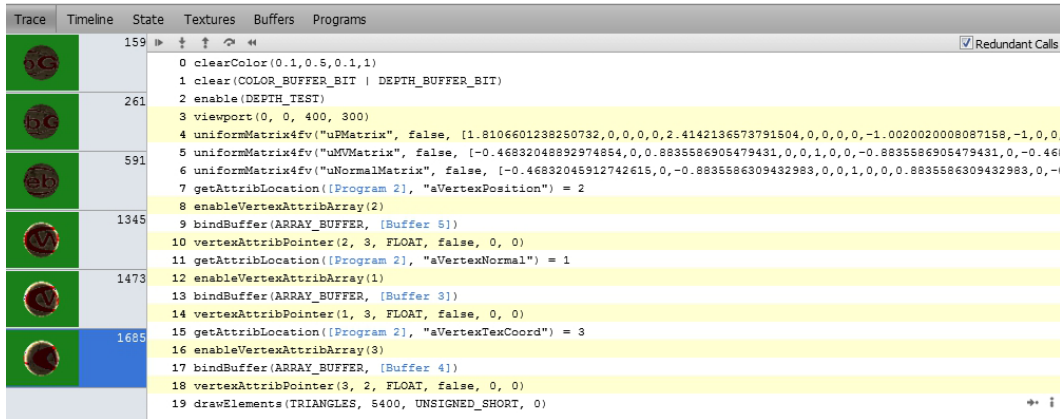 Trace Timeline State Textures Buffers Programs
159
Redundant Calls
0 clearColor(0.1,0.5,0.1,1)
1 clear(COLOR_BUFFER_BIT | DEPTH_BUFFER_BIT)
261
2 enable(DEPTH_TEST)
3 viewport(0, 0, 400, 300)
4 uniformMatrix4fv("uPMatrix", false, [1.8106601238250732,0,0,0,0,2.4142136573791504,0,0,0,0,-1.0020020008087158,-1,0,0
591
5 uniformMatrix4fv("uMVMatrix", false, [-0.46832048892974854,0,0.8835586905479431,0,0,1,0,0,-0.8835586905479431,0,-0.468
6 uniformMatrix4fv("uNormalMatrix", false, [-0.46832045912742615,0,-0.8835586309432983,0,0,1,0,0,0.8835586309432983,0,-
7 getAttribLocation([Program 2], "aVertexPosition") = 2
8 enableVertexAttribArray(2)
1345
9 bindBuffer(ARRAY_BUFFER, [Buffer 5])
10 vertexAttribPointer(2, 3, FLOAT, false, 0, 0)
11 getAttribLocation([Program 2], "aVertexNormal") = 1
1473
12 enableVertexAttribArray(1)
13 bindBuffer(ARRAY_BUFFER, [Buffer 3])
14 vertexAttribPointer(1, 3, FLOAT, false, 0, 0)
15 getAttribLocation([Program 2], "aVertexTexCoord") = 3
1685
16 enableVertexAttribArray(3)
17 bindBuffer(ARRAY_BUFFER, [Buffer 4])
18 vertexAttribPointer(3, 2, FLOAT, false, 0, 0)
19 drawElements(TRIANGLES, 5400, UNSIGNED_SHORT, 0)